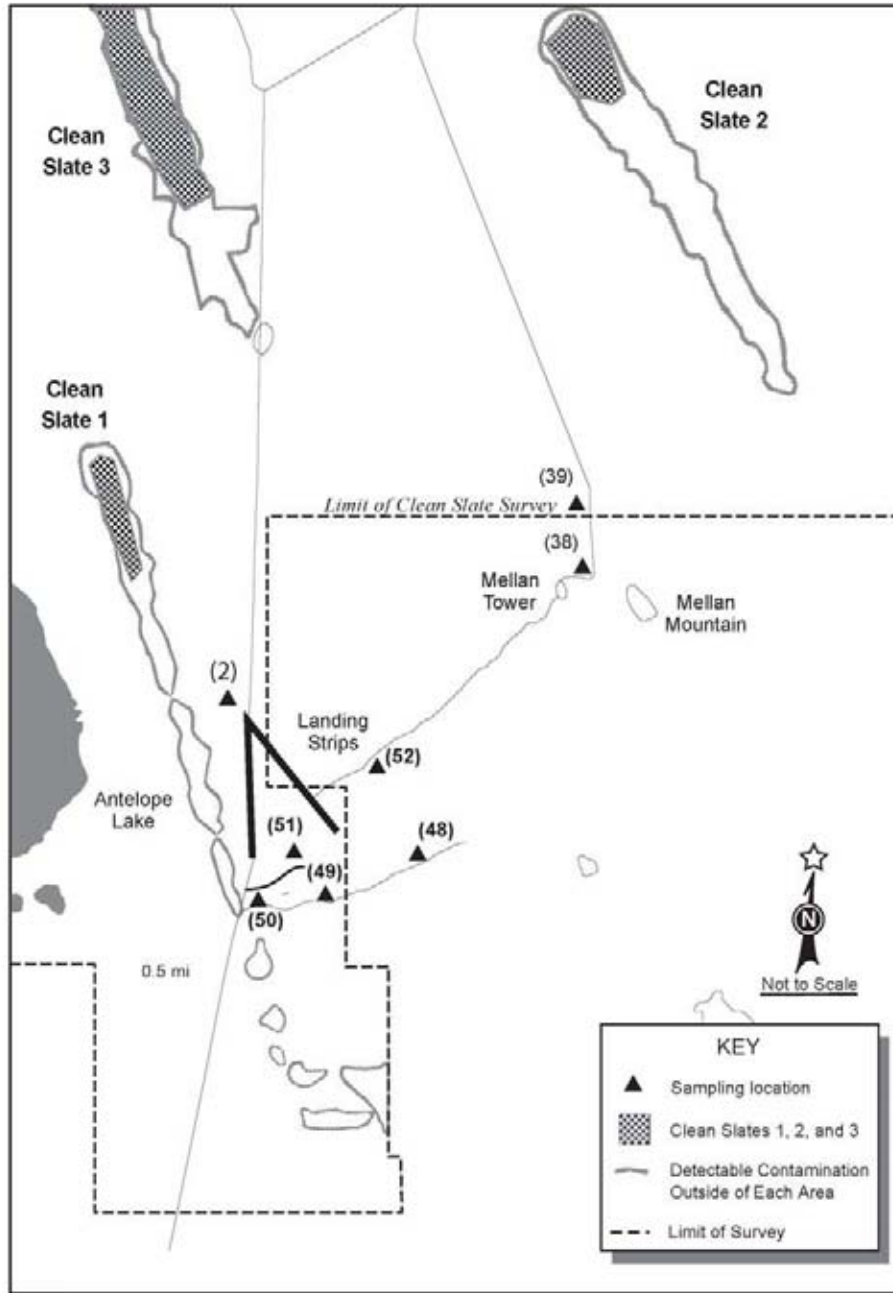 Clean
Slate 2
Clean
Slate 3
Clean
Slate 1
(39)
Limit of Clean Slate Survey
(38)
Mellan
Tower
Mellan
Mountain
(2)
Landing
Strips
(52)
Antelope
Lake
(51)
(48)
(49)
(50)
0.5 mi
N
Not to Scale
KEY
Sampling location
Clean Slates 1, 2, and 3
Detectable Contamination
Outside of Each Area
Limit of Survey